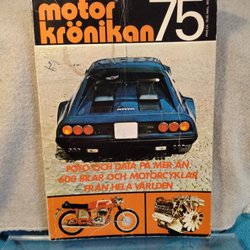 motor
krönikan 75
FOTO OCH DATA PÅ MER ÄN
600 BILAR OCH MOTORCYKLAR
FRÅN HELA VÄRLDEN